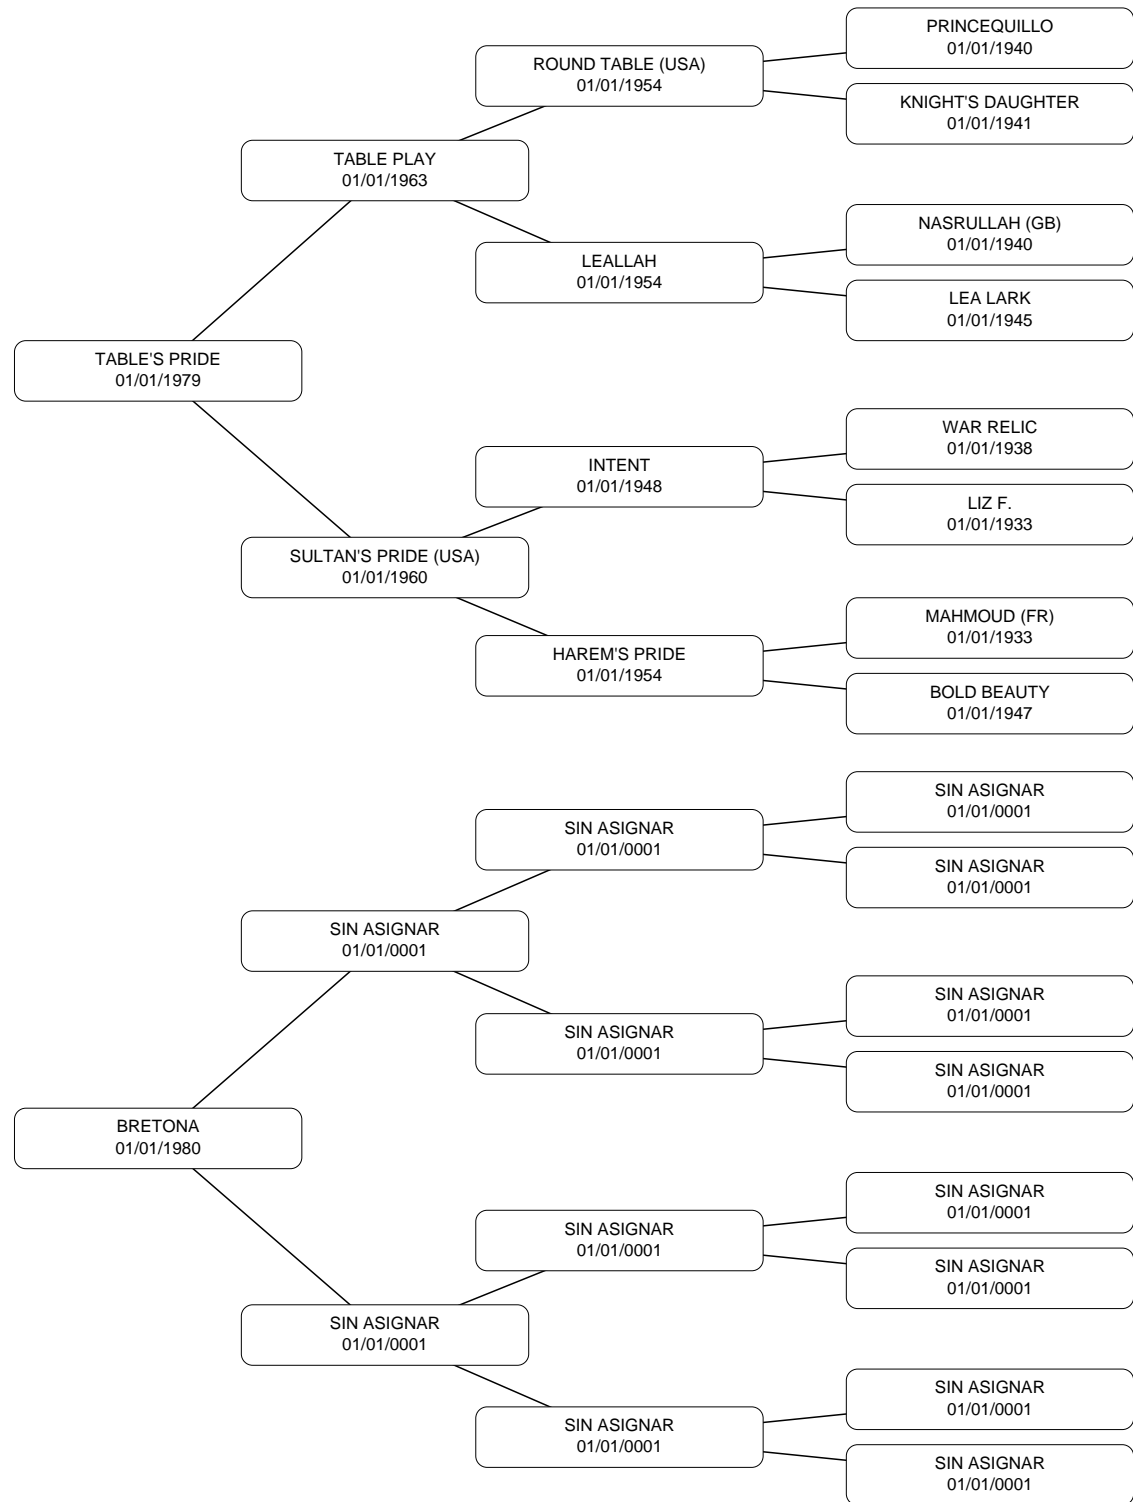 PRINCEQUILLO
01/01/1940
ROUND TABLE (USA)
01/01/1954
KNIGHT'S DAUGHTER
01/01/1941
TABLE PLAY
01/01/1963
NASRULLAH (GB)
01/01/1940
LEALLAH
01/01/1954
LEA LARK
01/01/1945
TABLE'S PRIDE
01/01/1979
WAR RELIC
01/01/1938
INTENT
01/01/1948
LIZ F.
01/01/1933
SULTAN'S PRIDE (USA)
01/01/1960
MAHMOUD (FR)
01/01/1933
HAREM'S PRIDE
01/01/1954
BOLD BEAUTY
01/01/1947
SIN ASIGNAR
01/01/0001
SIN ASIGNAR
01/01/0001
SIN ASIGNAR
01/01/0001
SIN ASIGNAR
01/01/0001
SIN ASIGNAR
01/01/0001
SIN ASIGNAR
01/01/0001
SIN ASIGNAR
01/01/0001
BRETONA
01/01/1980
SIN ASIGNAR
01/01/0001
SIN ASIGNAR
01/01/0001
SIN ASIGNAR
01/01/0001
SIN ASIGNAR
01/01/0001
SIN ASIGNAR
01/01/0001
SIN ASIGNAR
01/01/0001
SIN ASIGNAR
01/01/0001